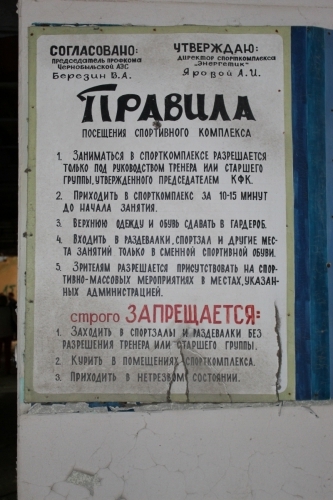 СОГЛАСОВАНО: УТВЕРЖДАЮ:
председатель профкома директор спорткомплекса
Чернобыльской АЭС "Энергетик"
Березин В.А. Яровой А.И.
ПРАВИЛА
ПОСЕЩЕНИЯ СПОРТИВНОГО КОМПЛЕКСА
1. ЗАНИМАТЬСЯ В СПОРТКОМПЛЕКСЕ РАЗРЕШАЕТСЯ
ТОЛЬКО ПОД РУКОВОДСТВОМ ТРЕНЕРА ИЛИ СТАРШЕГО
ГРУППЫ, УТВЕРЖДЕННОГО ПРЕДСЕДАТЕЛЕМ КФК.
2. ПРИХОДИТЬ В СПОРТКОМПЛЕКС ЗА 10-15 МИНУТ
ДО НАЧАЛА ЗАНЯТИЯ.
3. ВЕРХНЮЮ ОДЕЖДУ И ОБУВЬ СДАВАТЬ В ГАРДЕРОБ.
4. ВХОДИТЬ В РАЗДЕВАЛКИ, СПОРТЗАЛ И ДРУГИЕ МЕС-
ТА ЗАНЯТИЙ ТОЛЬКО В СМЕННОЙ СПОРТИВНОЙ ОБУВИ.
5. ЗРИТЕЛЯМ РАЗРЕШАЕТСЯ ПРИСУТСТВОВАТЬ НА СПОР-
ТИВНО-МАССОВЫХ МЕРОПРИЯТИЯХ В МЕСТАХ, УКАЗАН-
НЫХ АДМИНИСТРАЦИЕЙ.
СТРОГО ЗАПРЕЩАЕТСЯ:
1. ЗАХОДИТЬ В СПОРТЗАЛЫ И РАЗДЕВАЛКИ БЕЗ
РАЗРЕШЕНИЯ ТРЕНЕРА ИЛИ СТАРШЕГО ГРУППЫ.
2. КУРИТЬ В ПОМЕЩЕНИЯХ СПОРТКОМПЛЕКСА.
3. ПРИХОДИТЬ В НЕТРЕЗВОМ СОСТОЯНИИ.